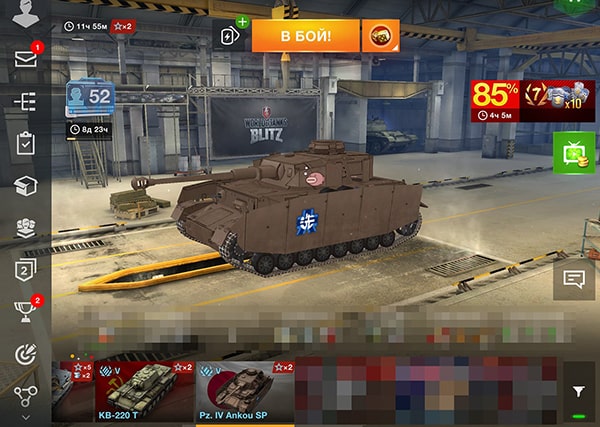 11ч 55м ×2
В БОЙ!
1
52
8д 23ч
WORLD OF TANKS
BLITZ
85%
4ч 5м
7
×10
2
2
×5
×2
V
×2
КВ-220 Т
V
×2
Pz. IV Ankou SP